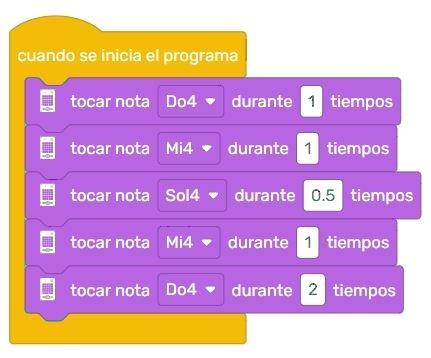 cuando se inicia el programa
tocar nota Do4 durante 1 tiempos
tocar nota Mi4 durante 1 tiempos
tocar nota Sol4 durante 0.5 tiempos
tocar nota Mi4 durante 1 tiempos
tocar nota Do4 durante 2 tiempos